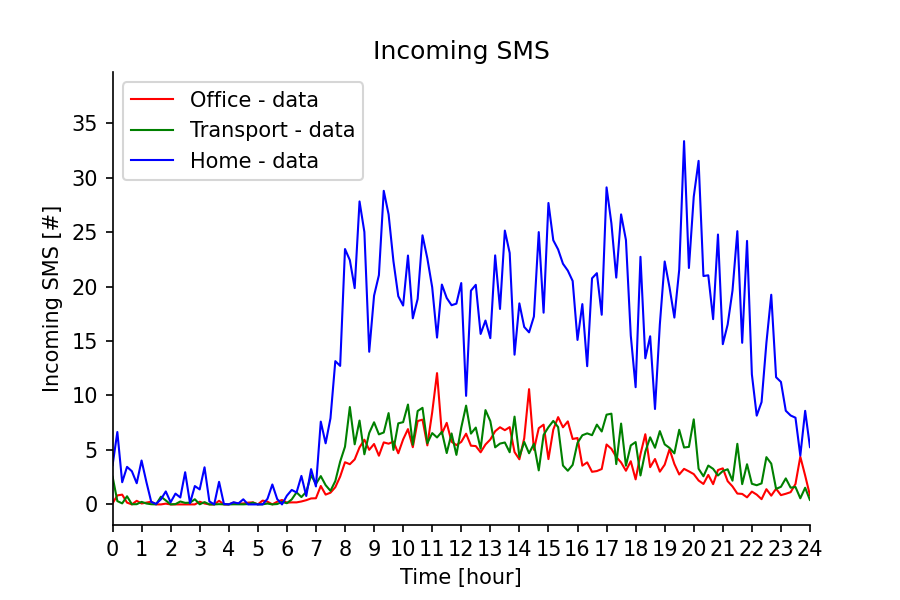 Incoming SMS
Office - data
Transport - data
Home - data
Incoming SMS [#]
35
30
25
20
15
10
5
0
0 1 2 3 4 5 6 7 8 9 10 11 12 13 14 15 16 17 18 19 20 21 22 23 24
Time [hour]